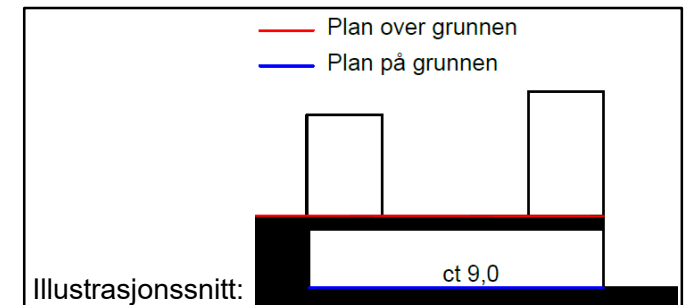 Plan over grunnen
Plan på grunnen
ct 9,0
Illustrasjonssnitt: